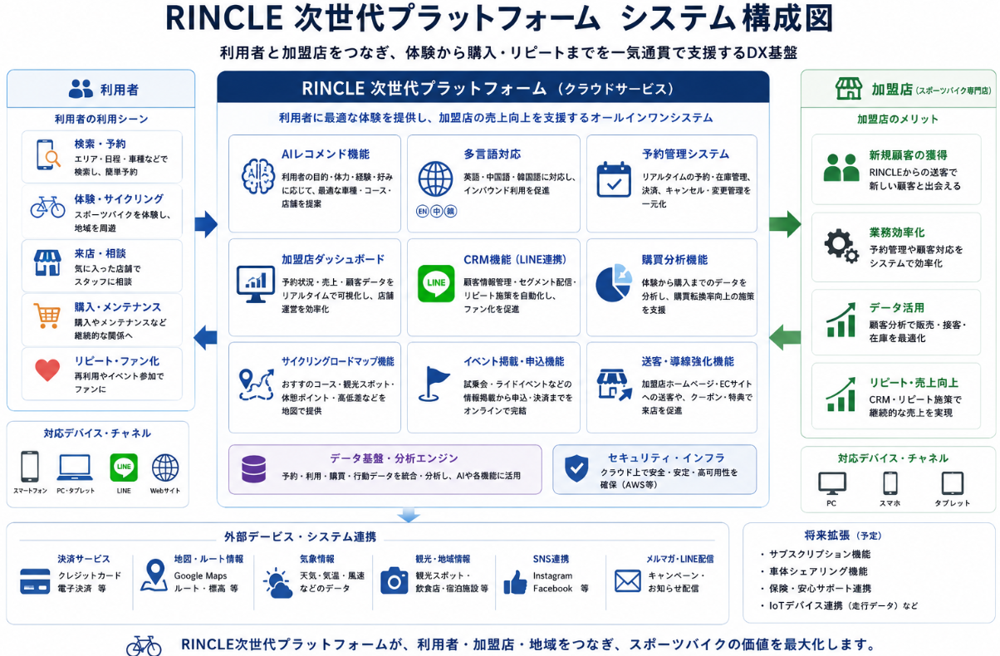 RINCLE 次世代プラットフォーム システム構成図
利用者と加盟店をつなぎ、体験から購入・リピートまでを一気通貫で支援するDX基盤
利用者
利用者の利用シーン
検索・予約
エリア・日程・車種などで
検索し、簡単予約
体験・サイクリング
スポーツバイクを体験し、
地域を周遊
来店・相談
気に入った店舗で
スタッフに相談
購入・メンテナンス
購入やメンテナンスなど
継続的な関係へ
リピート・ファン化
再利用やイベント参加で
ファンに
対応デバイス・チャネル
スマートフォン
PC・タブレット
LINE
LINE
Webサイト
RINCLE 次世代プラットフォーム（クラウドサービス）
利用者に最適な体験を提供し、加盟店の売上向上を支援するオールインワンシステム
AIレコメンド機能
利用者の目的・体力・経験・好み
に応じて、最適な車種・コース・
店舗を提案
多言語対応
英語・中国語・韓国語に対応し、
インバウンド利用を促進
EN 中
予約管理システム
リアルタイムの予約・在庫管理、
決済、キャンセル・変更管理を
一元化
加盟店ダッシュボード
予約状況・売上・顧客データを
リアルタイムで可視化し、店舗
運営を効率化
LINE
CRM機能（LINE連携）
顧客情報管理・セグメント配信・
リピート施策を自動化し、
ファン化を促進
購買分析機能
体験から購入までのデータを
分析し、購買転換率向上の施策
を支援
サイクリングロードマップ機能
おすすのコース・観光スポット・
体憩ポイント・高低差などを
地図で提供
イベント掲載・申込機能
試乗会・ライドイベントなどの
情報掲載から申込・決済までを
オンラインで完結
送客・導線強化機能
加盟店ホームページ・ECサイト
への送客や、クーポン・特典で
来店を促進
データ基盤・分析エンジン
予約・利用・購買・行動データを統合・分析し、AIや各機能に活用
セキュリティ・インフラ
クラウド上で安全・安定・高可用性を
確保（AWS等）
加盟店（スポーツバイク専門店）
加盟店のメリット
新規顧客の獲得
RINCLEからの送客で
新しい顧客と出会える
業務効率化
予約管理や顧客対応を
システムで効率化
データ活用
顧客分析で販売・接客・
在庫を最適化
リピート・売上向上
CRM・リピート施策で
継続的な売上を実現
対応デバイス・チャネル
PC
スマホ
タブレット
外部デービス・システム連携
決済サービス
クレジットカード
電子決済 等
地図・ルート情報
Google Maps
ルート・標高 等
気象情報
天気・気温・風速
などのデータ
観光・地域情報
観光スポット・
飲食店・宿泊施設 等
SNS連携
Instagram
Facebook 等
メルマガ・LINE配信
キャンペーン・
お知らせ配信
将来拡張（予定）
・サブスクリプション機能
・車体シェアリング機能
・保険・安心サポート連携
・IoTデバイス連携（走行データ）など
RINCLE次世代プラットフォームが、利用者・加盟店・地域をつなぎ、スポーツバイクの価値を最大化します。